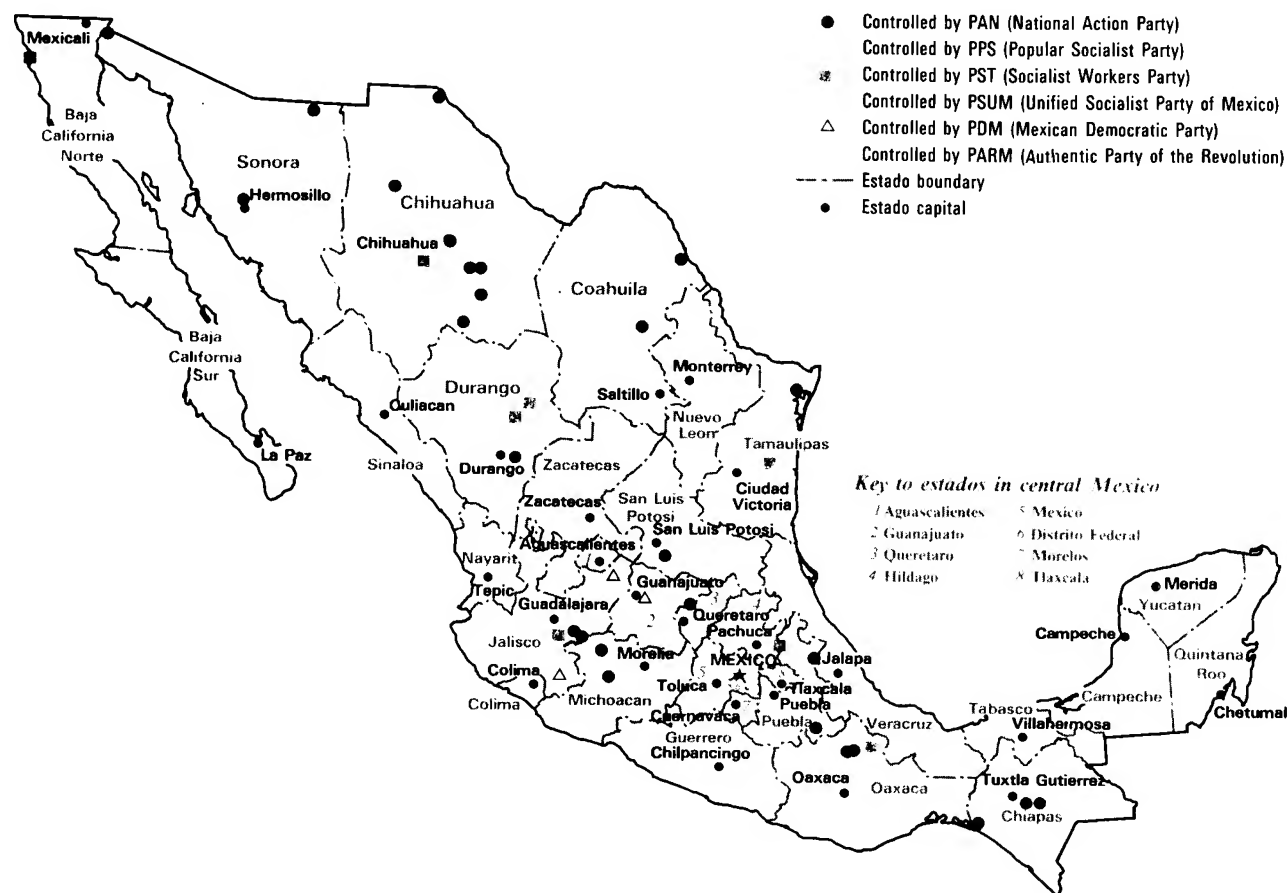 Controlled by PAN (National Action Party)
Controlled by PPS (Popular Socialist Party)
Controlled by PST (Socialist Workers Party)
Controlled by PSUM (Unified Socialist Party of Mexico)
Controlled by PDM (Mexican Democratic Party)
Controlled by PARM (Authentic Party of the Revolution)
Estado boundary
Estado capital
Mexicali
Baja
California
Norte
Sonora
Hermosillo
Chihuahua
Chihuahua
Coahuila
Baja
California
Sur
La Paz
Culiacan
Sinaloa
Durango
Durango
Saltillo
Monterrey
Nuevo
Leon
Tamaulipas
Ciudad
Victoria
Zacatecas
Zacatecas
San Luis
Potosi
San Luis Potosi
Nayarit
Tepic
Aguascalientes
Guanajuato
Guadalajara
Jalisco
Queretaro
Pachuca
Colima
Colima
Morelia
Michoacan
MEXICO
Toluca
Tlaxcala
Puebla
Puebla
Cuernavaca
Guerrero
Chilpancingo
Jalapa
Veracruz
Oaxaca
Oaxaca
Key to estados in central Mexico
1 Aguascalientes
2 Guanajuato
3 Queretaro
4 Hildago
5 Mexico
6 Distrito Federal
7 Morelos
8 Tlaxcala
Merida
Yucatan
Campeche
Quintana
Roo
Campeche
Chetumal
Tabasco
Villahermosa
Tuxtla Gutierrez
Chiapas
2
5